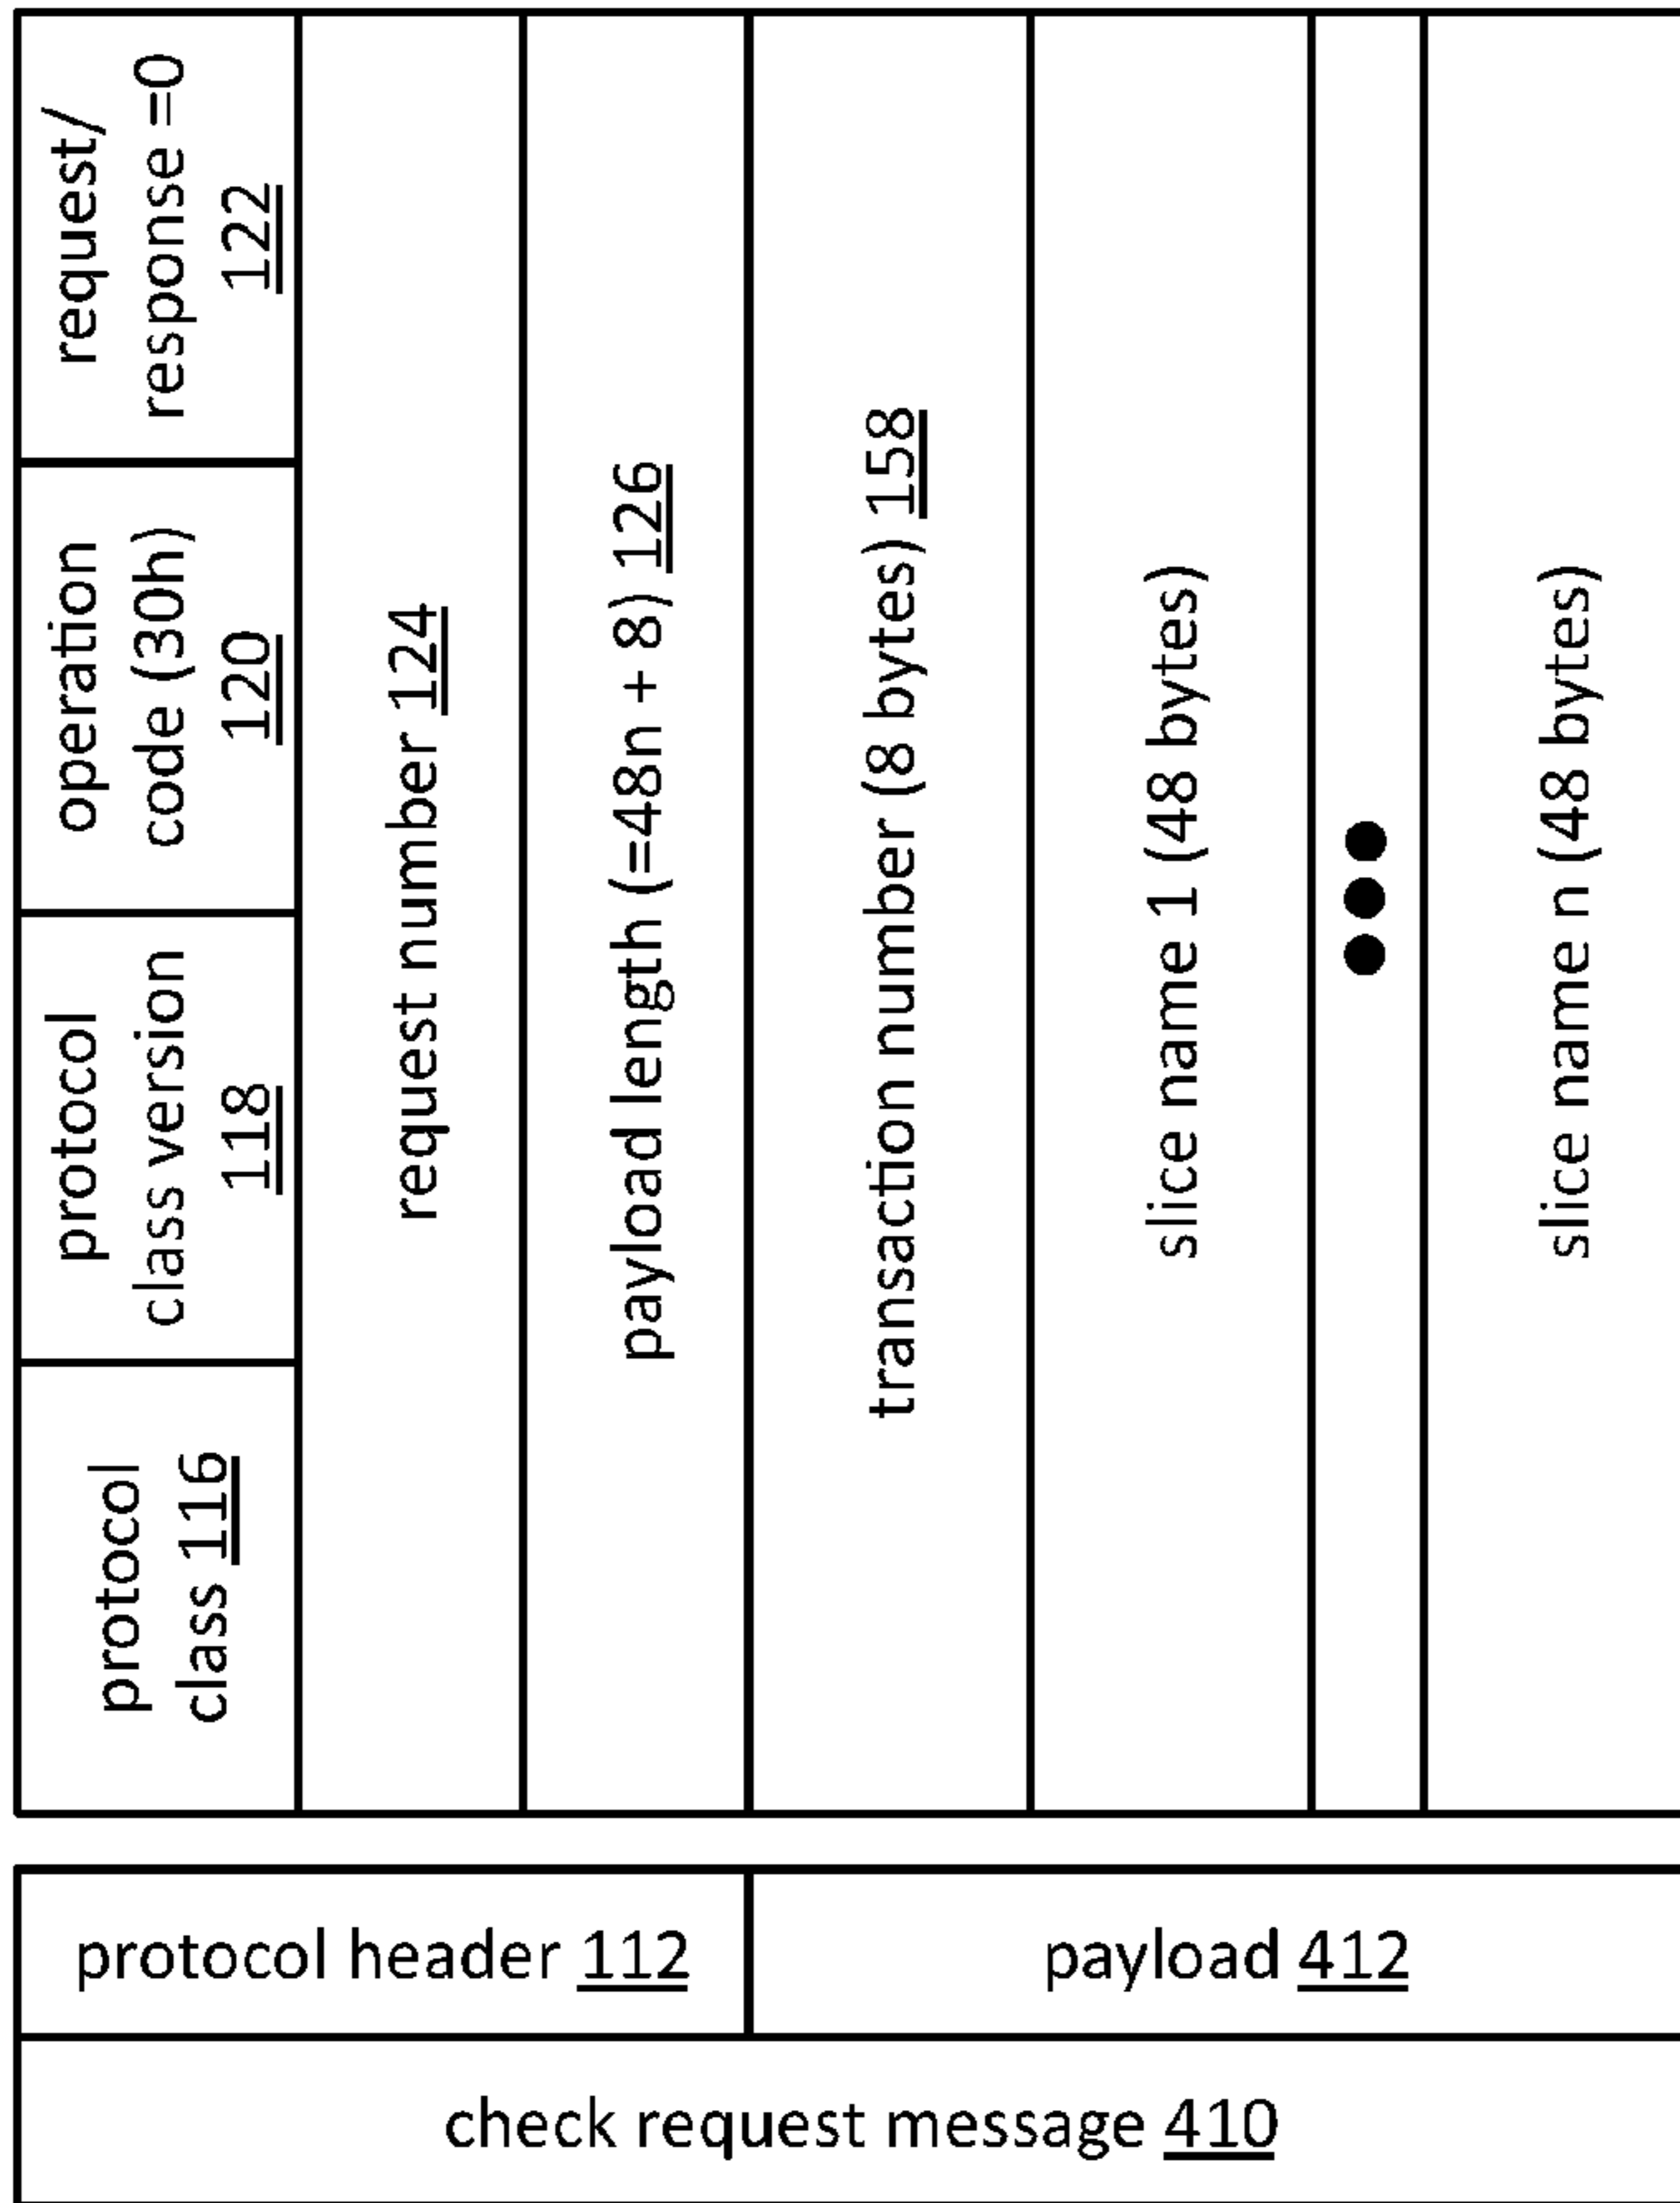 protocol
class 116
protocol
class version
118
operation
code (30h)
120
request/
response =0
122
request number 124
payload length (=48n + 8) 126
transaction number (8 bytes) 158
slice name 1 (48 bytes)
●●●
slice name n (48 bytes)
protocol header 112
payload 412
check request message 410